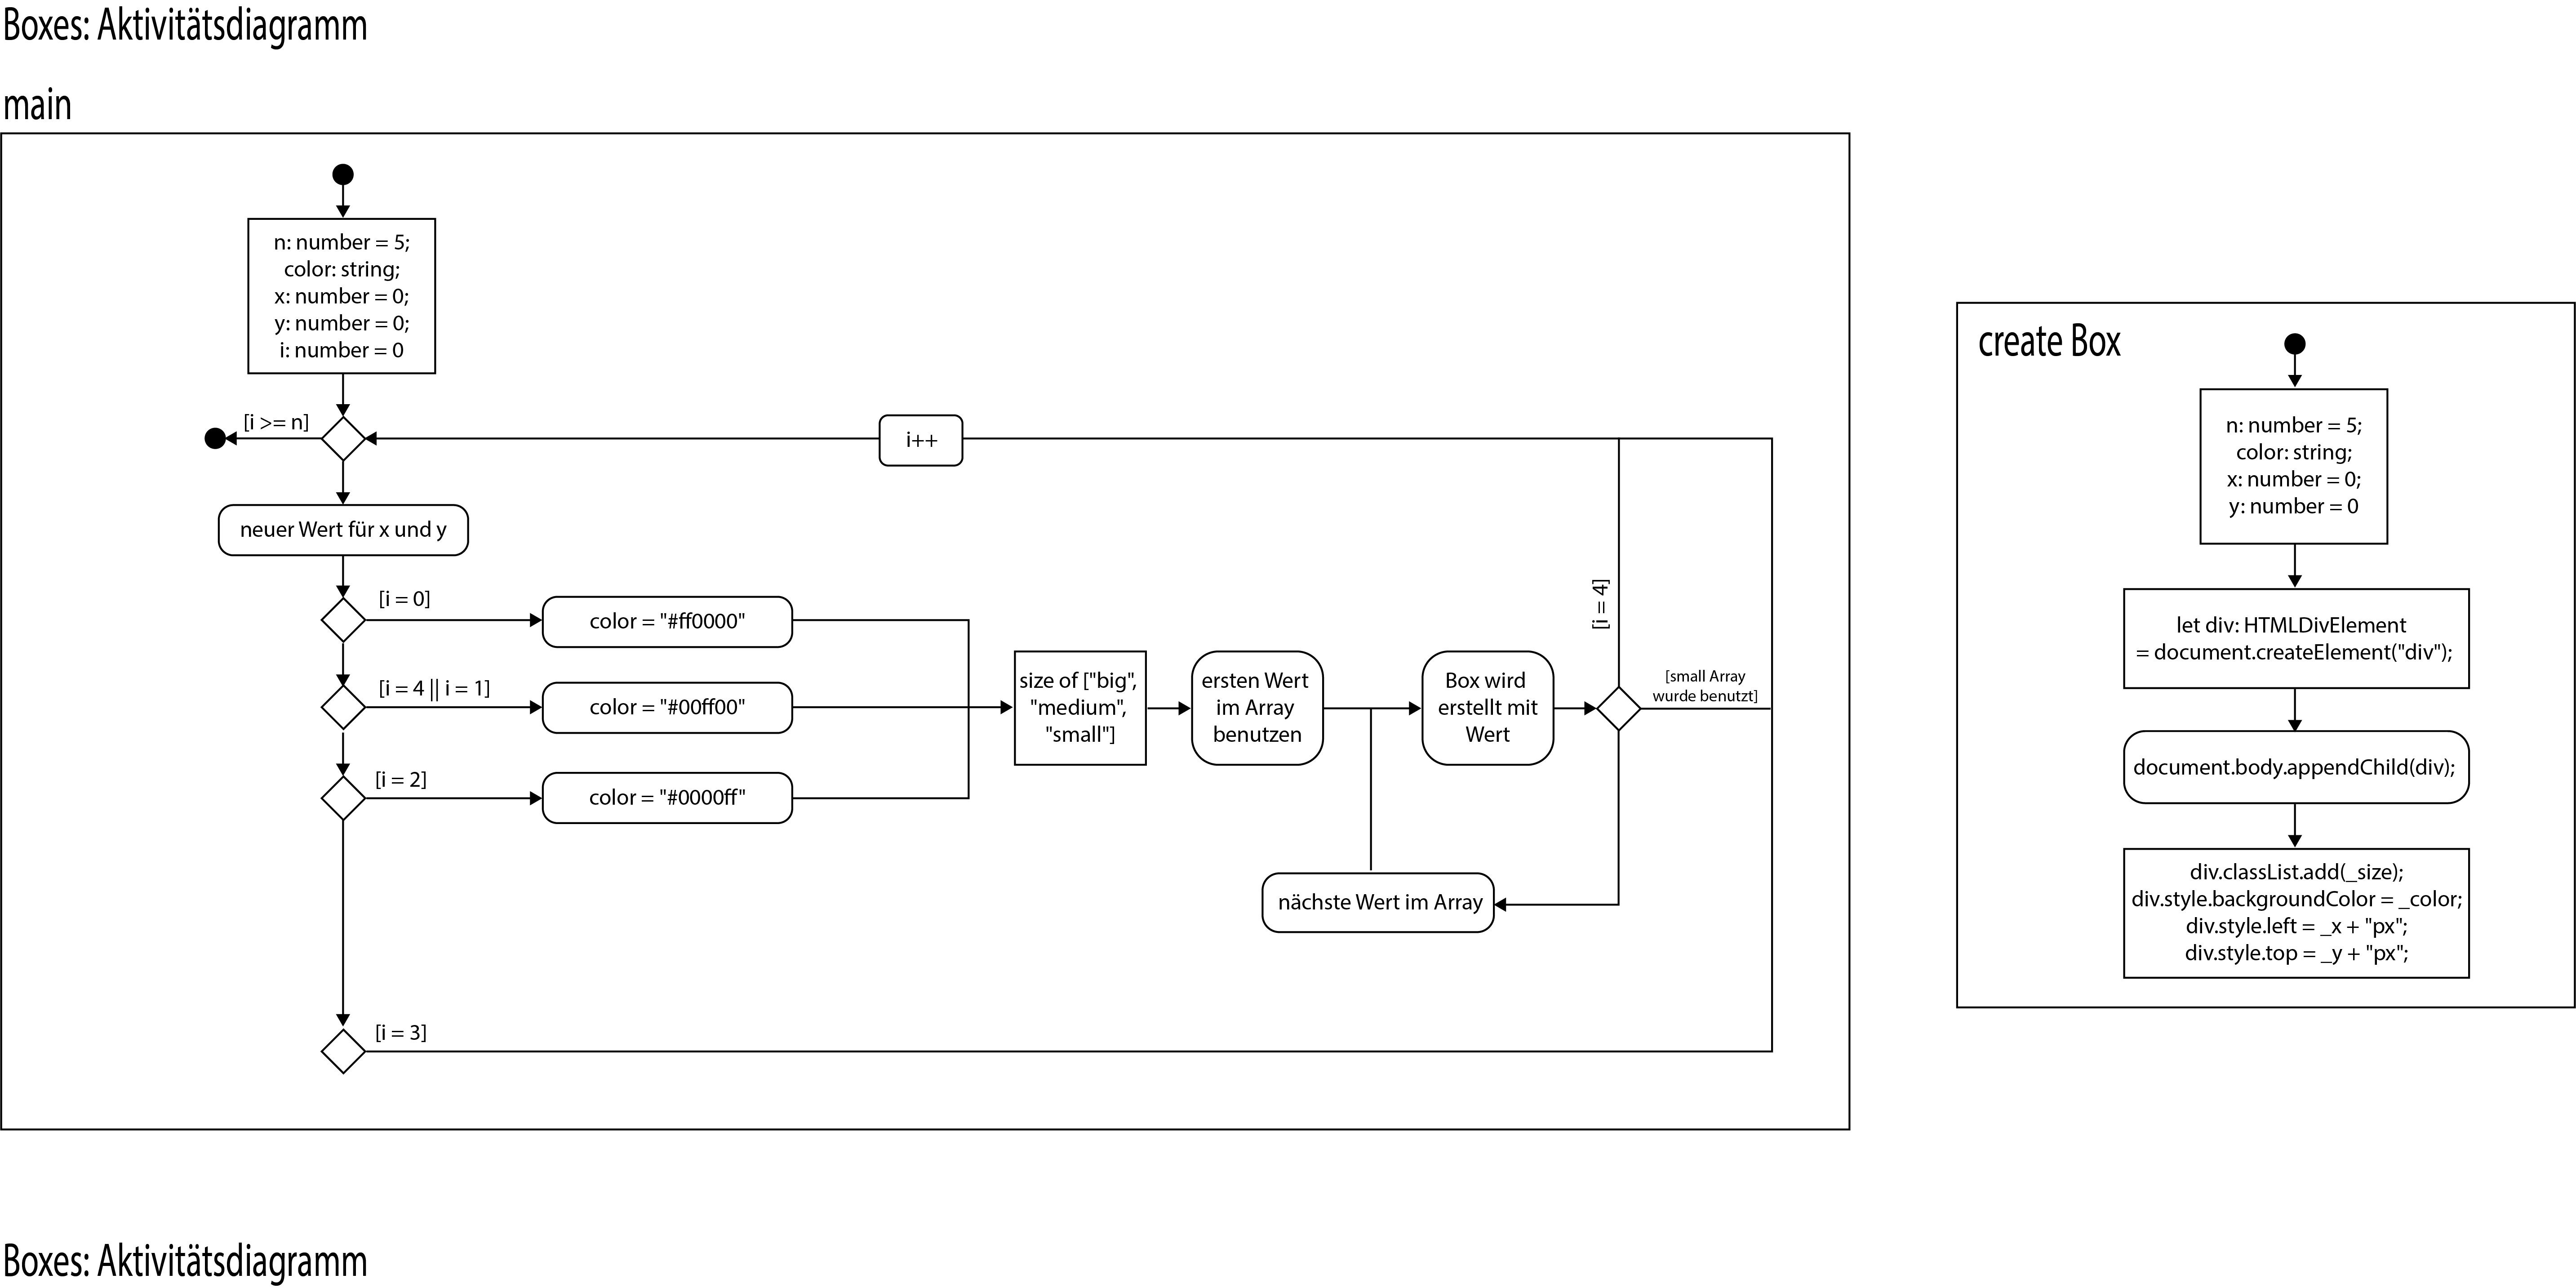 Boxes: Aktivitätsdiagramm
main
n: number = 5;
color: string;
x: number = 0;
y: number = 0;
i: number = 0
[i >= n]
i++
neuer Wert für x und y
[i = 0]
color = "#ff0000"
[i = 4 || i = 1]
color = "#00ff00"
[i = 2]
color = "#0000ff"
size of ["big",
"medium",
"small"]
ersten Wert
im Array
benutzen
Box wird
erstellt mit
Wert
[i = 4]
[small Array
wurde benutzt]
nächste Wert im Array
[i = 3]
create Box
n: number = 5;
color: string;
x: number = 0;
y: number = 0
let div: HTMLDivElement
= document.createElement("div");
document.body.appendChild(div);
div.classList.add(_size);
div.style.backgroundColor = _color;
div.style.left = _x + "px";
div.style.top = _y + "px";
Boxes: Aktivitätsdiagramm